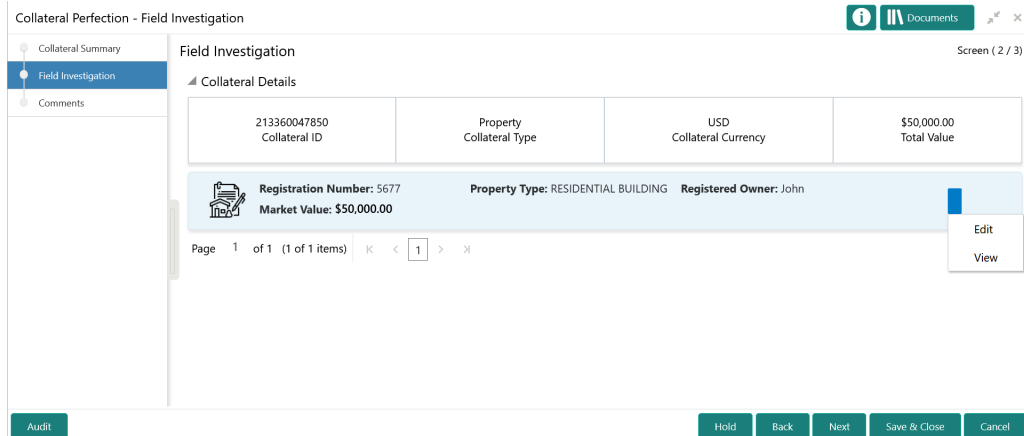 Collateral Perfection - Field Investigation
i
Documents
Collateral Summary
Field Investigation
Comments
Field Investigation
Screen ( 2 / 3)
Collateral Details
213360047850
Collateral ID
Property
Collateral Type
USD
Collateral Currency
$50,000.00
Total Value
Registration Number: 5677 Property Type: RESIDENTIAL BUILDING Registered Owner: John
Market Value: $50,000.00
Edit
View
Page 1 of 1 (1 of 1 items) 1
Audit
Hold
Back
Next
Save & Close
Cancel